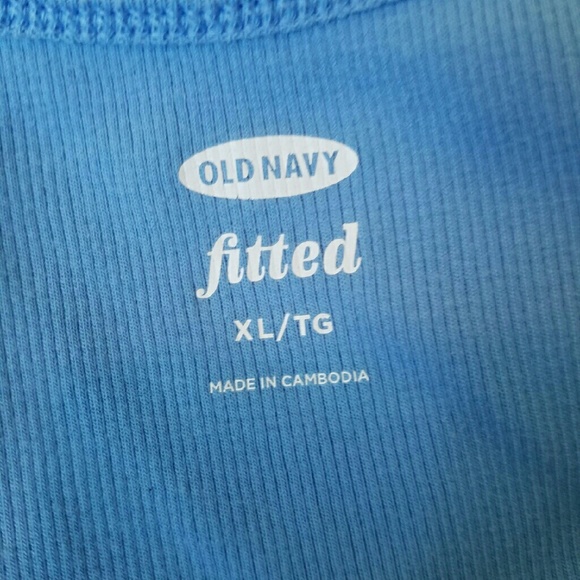 OLD NAVY
fitted
XL/TG
MADE IN CAMBODIA